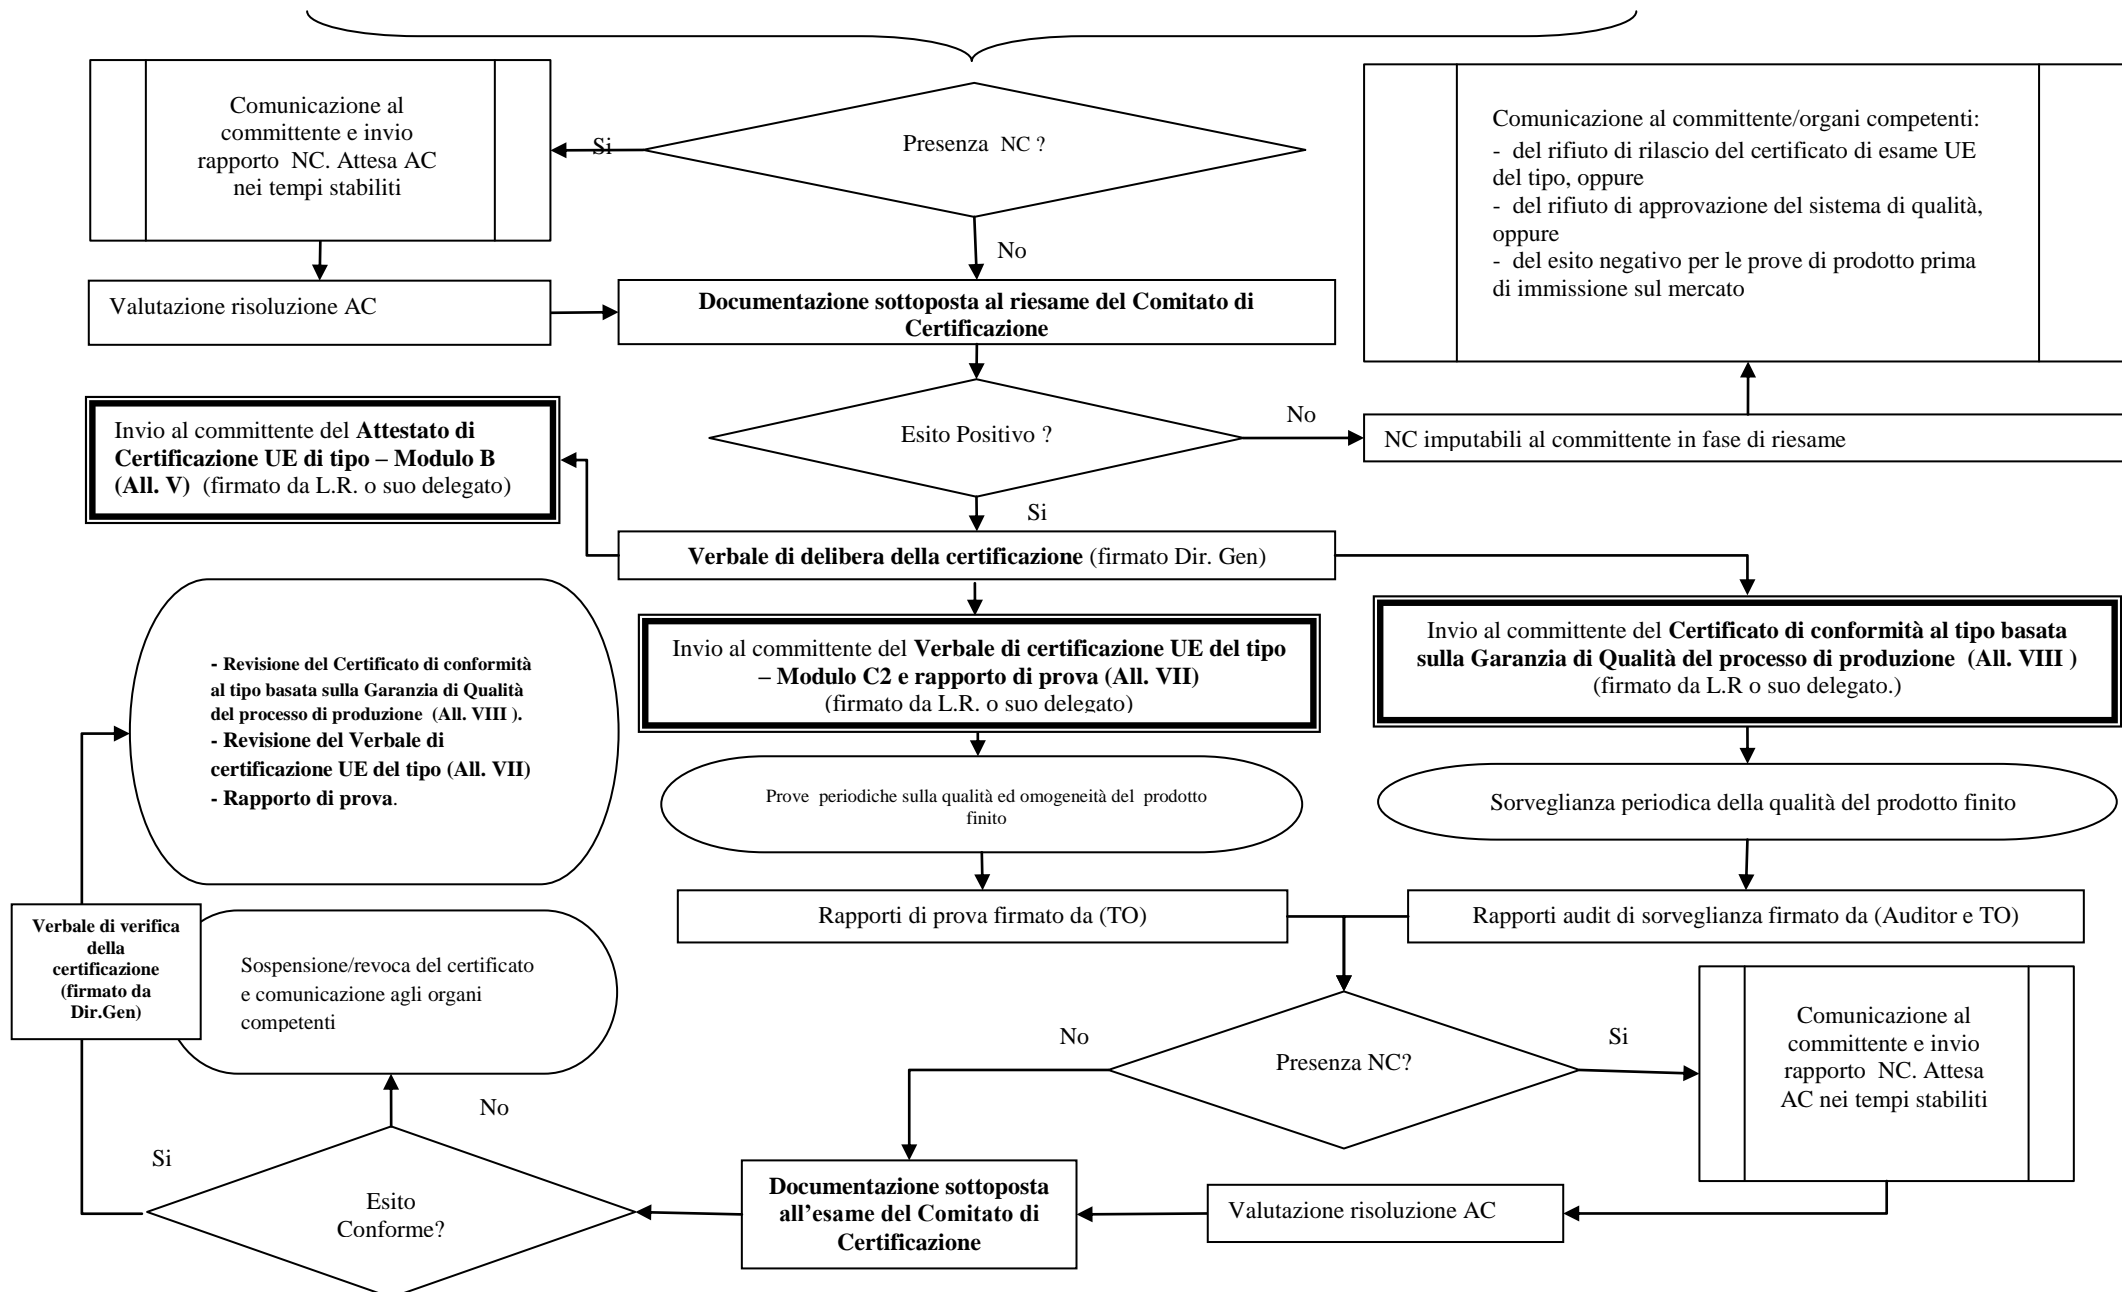 Comunicazione al
committente e invio
rapporto NC. Attesa AC
nei tempi stabiliti
Si
Presenza NC ?
Comunicazione al committente/organi competenti:
- del rifiuto di rilascio del certificato di esame UE
del tipo, oppure
- del rifiuto di approvazione del sistema di qualità,
oppure
- del esito negativo per le prove di prodotto prima
di immissione sul mercato
No
Valutazione risoluzione AC
Documentazione sottoposta al riesame del Comitato di
Certificazione
Invio al committente del Attestato di
Certificazione UE di tipo – Modulo B
(All. V) (firmato da L.R. o suo delegato)
Esito Positivo ?
No
NC imputabili al committente in fase di riesame
Si
Verbale di delibera della certificazione (firmato Dir. Gen)
- Revisione del Certificato di conformità
al tipo basata sulla Garanzia di Qualità
del processo di produzione (All. VIII ).
- Revisione del Verbale di
certificazione UE del tipo (All. VII)
- Rapporto di prova.
Invio al committente del Verbale di certificazione UE del tipo
– Modulo C2 e rapporto di prova (All. VII)
(firmato da L.R. o suo delegato)
Invio al committente del Certificato di conformità al tipo basata
sulla Garanzia di Qualità del processo di produzione (All. VIII )
(firmato da L.R o suo delegato.)
Prove periodiche sulla qualità ed omogeneità del prodotto
finito
Sorveglianza periodica della qualità del prodotto finito
Verbale di verifica
della
certificazione
(firmato da
Dir.Gen)
Sospensione/revoca del certificato
e comunicazione agli organi
competenti
Rapporti di prova firmato da (TO)
Rapporti audit di sorveglianza firmato da (Auditor e TO)
No
Presenza NC?
Si
Comunicazione al
committente e invio
rapporto NC. Attesa
AC nei tempi stabiliti
No
Si
Esito
Conforme?
Documentazione sottoposta
all’esame del Comitato di
Certificazione
Valutazione risoluzione AC